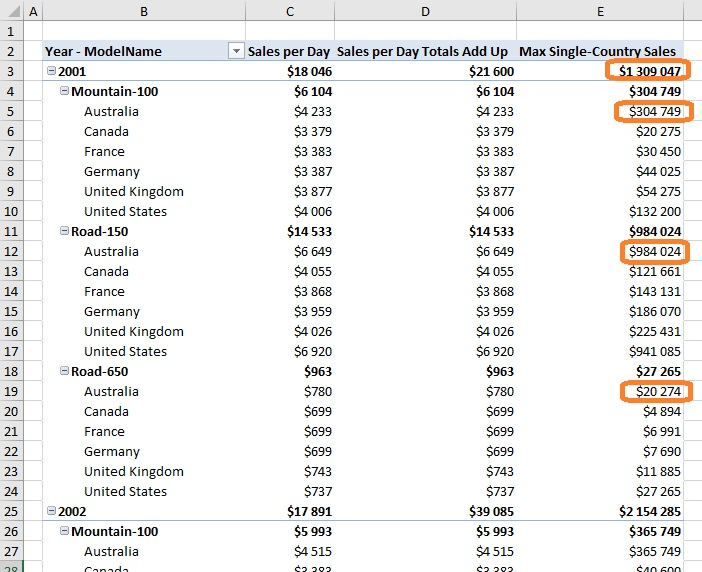 A B C D E
1
2 Year - ModelName Sales per Day Sales per Day Totals Add Up Max Single-Country Sales
3 2001 $18 046 $21 600 $1 309 047
4 Mountain-100 $6 104 $6 104 $304 749
5 Australia $4 233 $4 233 $304 749
6 Canada $3 379 $3 379 $20 275
7 France $3 383 $3 383 $30 450
8 Germany $3 387 $3 387 $44 025
9 United Kingdom $3 877 $3 877 $54 275
10 United States $4 006 $4 006 $132 200
11 Road-150 $14 533 $14 533 $984 024
12 Australia $6 649 $6 649 $984 024
13 Canada $4 055 $4 055 $121 661
14 France $3 868 $3 868 $143 131
15 Germany $3 959 $3 959 $186 070
16 United Kingdom $4 026 $4 026 $225 431
17 United States $6 920 $6 920 $941 085
18 Road-650 $963 $963 $27 265
19 Australia $780 $780 $20 274
20 Canada $699 $699 $4 894
21 France $699 $699 $6 991
22 Germany $699 $699 $7 690
23 United Kingdom $743 $743 $11 885
24 United States $737 $737 $27 265
25 2002 $17 891 $39 085 $2 154 285
26 Mountain-100 $5 993 $5 993 $365 749
27 Australia $4 515 $4 515 $365 749
28 Canada $3 383 $3 383 $40 600